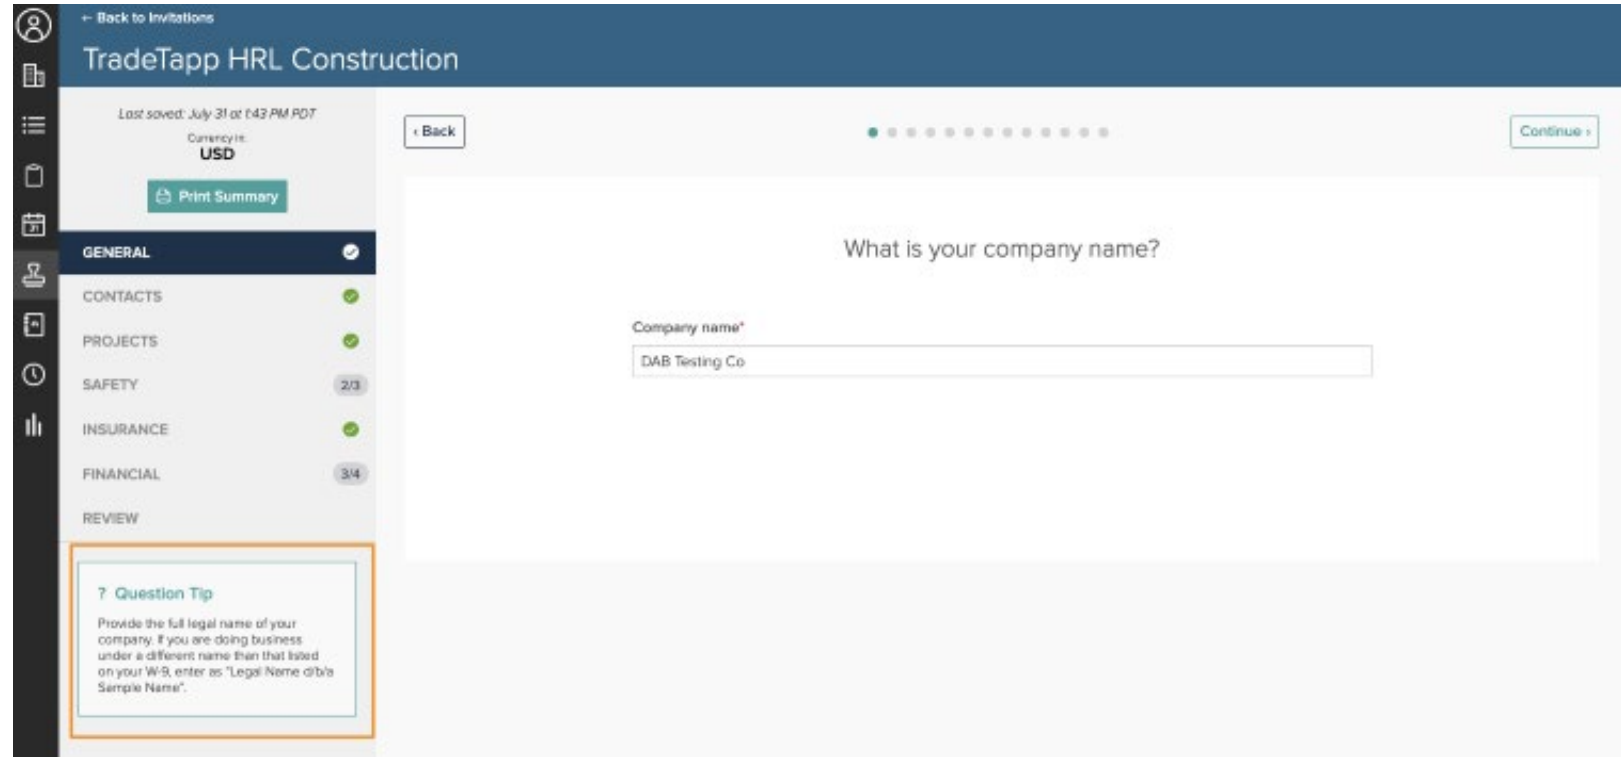 ← Back to Invitations
TradeTapp HRL Construction
Last saved: July 31 at 1:43 PM PDT
Currency in:
USD
Print Summary
GENERAL
CONTACTS
PROJECTS
SAFETY 2/3
INSURANCE
FINANCIAL 3/4
REVIEW
? Question Tip
Provide the full legal name of your
company. If you are doing business
under a different name than that listed
on your W-9, enter as "Legal Name d/b/a
Sample Name".
‹ Back
Continue ›
What is your company name?
Company name*
DAB Testing Co